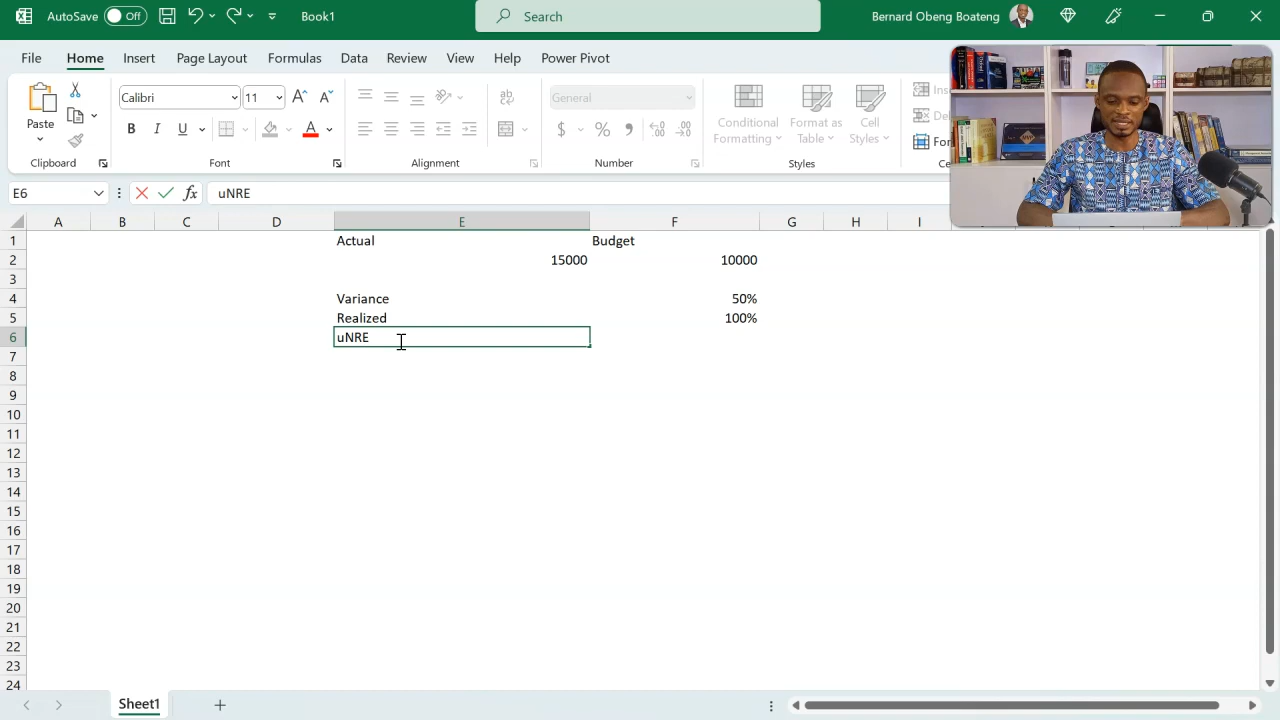 AutoSave Off Book1 Search Bernard Obeng Boateng
File Home Insert Page Layout Formulas Data Review View Help Power Pivot
Paste Calibri 11 General Conditional Formatting Format as Table Cell Styles
Clipboard Font Alignment Number Styles
E6 fx uNRE
A B C D E F G H I
1 Actual Budget
2 15000 10000
3
4 Variance 50%
5 Realized 100%
6 uNRE
7
8
9
10
11
12
13
14
15
16
17
18
19
20
21
22
23
24
Sheet1